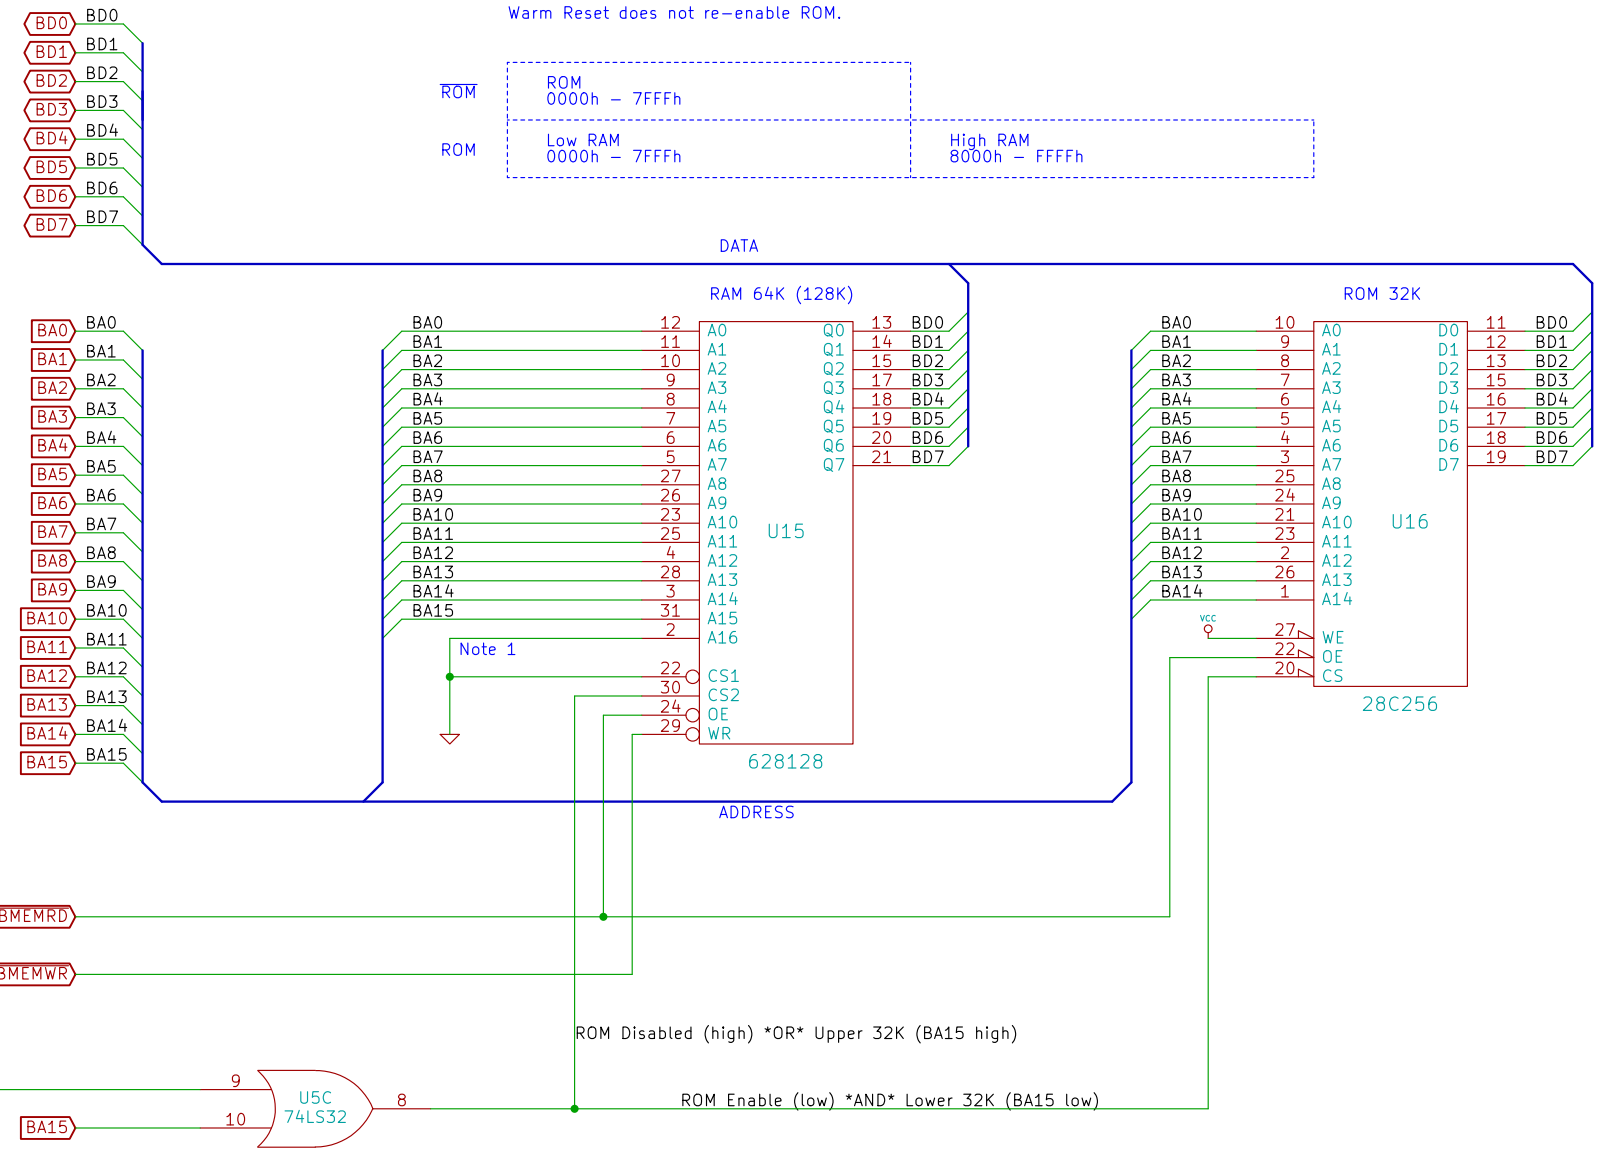 Warm Reset does not re-enable ROM.
BD0 BD0
BD1 BD1
BD2 BD2
BD3 BD3
BD4 BD4
BD5 BD5
BD6 BD6
BD7 BD7
ROM
ROM
0000h - 7FFFh
ROM
Low RAM
0000h - 7FFFh
High RAM
8000h - FFFFh
DATA
BA0 BA0
BA1 BA1
BA2 BA2
BA3 BA3
BA4 BA4
BA5 BA5
BA6 BA6
BA7 BA7
BA8 BA8
BA9 BA9
BA10 BA10
BA11 BA11
BA12 BA12
BA13 BA13
BA14 BA14
BA15 BA15
RAM 64K (128K)
BA0 12 A0 Q0 13 BD0
BA1 11 A1 Q1 14 BD1
BA2 10 A2 Q2 15 BD2
BA3 9 A3 Q3 17 BD3
BA4 8 A4 Q4 18 BD4
BA5 7 A5 Q5 19 BD5
BA6 6 A6 Q6 20 BD6
BA7 5 A7 Q7 21 BD7
BA8 27 A8
BA9 26 A9
BA10 23 A10
BA11 25 A11
BA12 4 A12
BA13 28 A13
BA14 3 A14
BA15 31 A15
2 A16
U15
Note 1
22 CS1
30 CS2
24 OE
29 WR
628128
ROM 32K
BA0 10 A0 D0 11 BD0
BA1 9 A1 D1 12 BD1
BA2 8 A2 D2 13 BD2
BA3 7 A3 D3 15 BD3
BA4 6 A4 D4 16 BD4
BA5 5 A5 D5 17 BD5
BA6 4 A6 D6 18 BD6
BA7 3 A7 D7 19 BD7
BA8 25 A8
BA9 24 A9
BA10 21 A10
BA11 23 A11
BA12 2 A12
BA13 26 A13
BA14 1 A14
U16
VCC
27 WE
22 OE
20 CS
28C256
ADDRESS
BMEMRD
BMEMWR
ROM Disabled (high) *OR* Upper 32K (BA15 high)
9
U5C
74LS32
8
10
BA15
ROM Enable (low) *AND* Lower 32K (BA15 low)